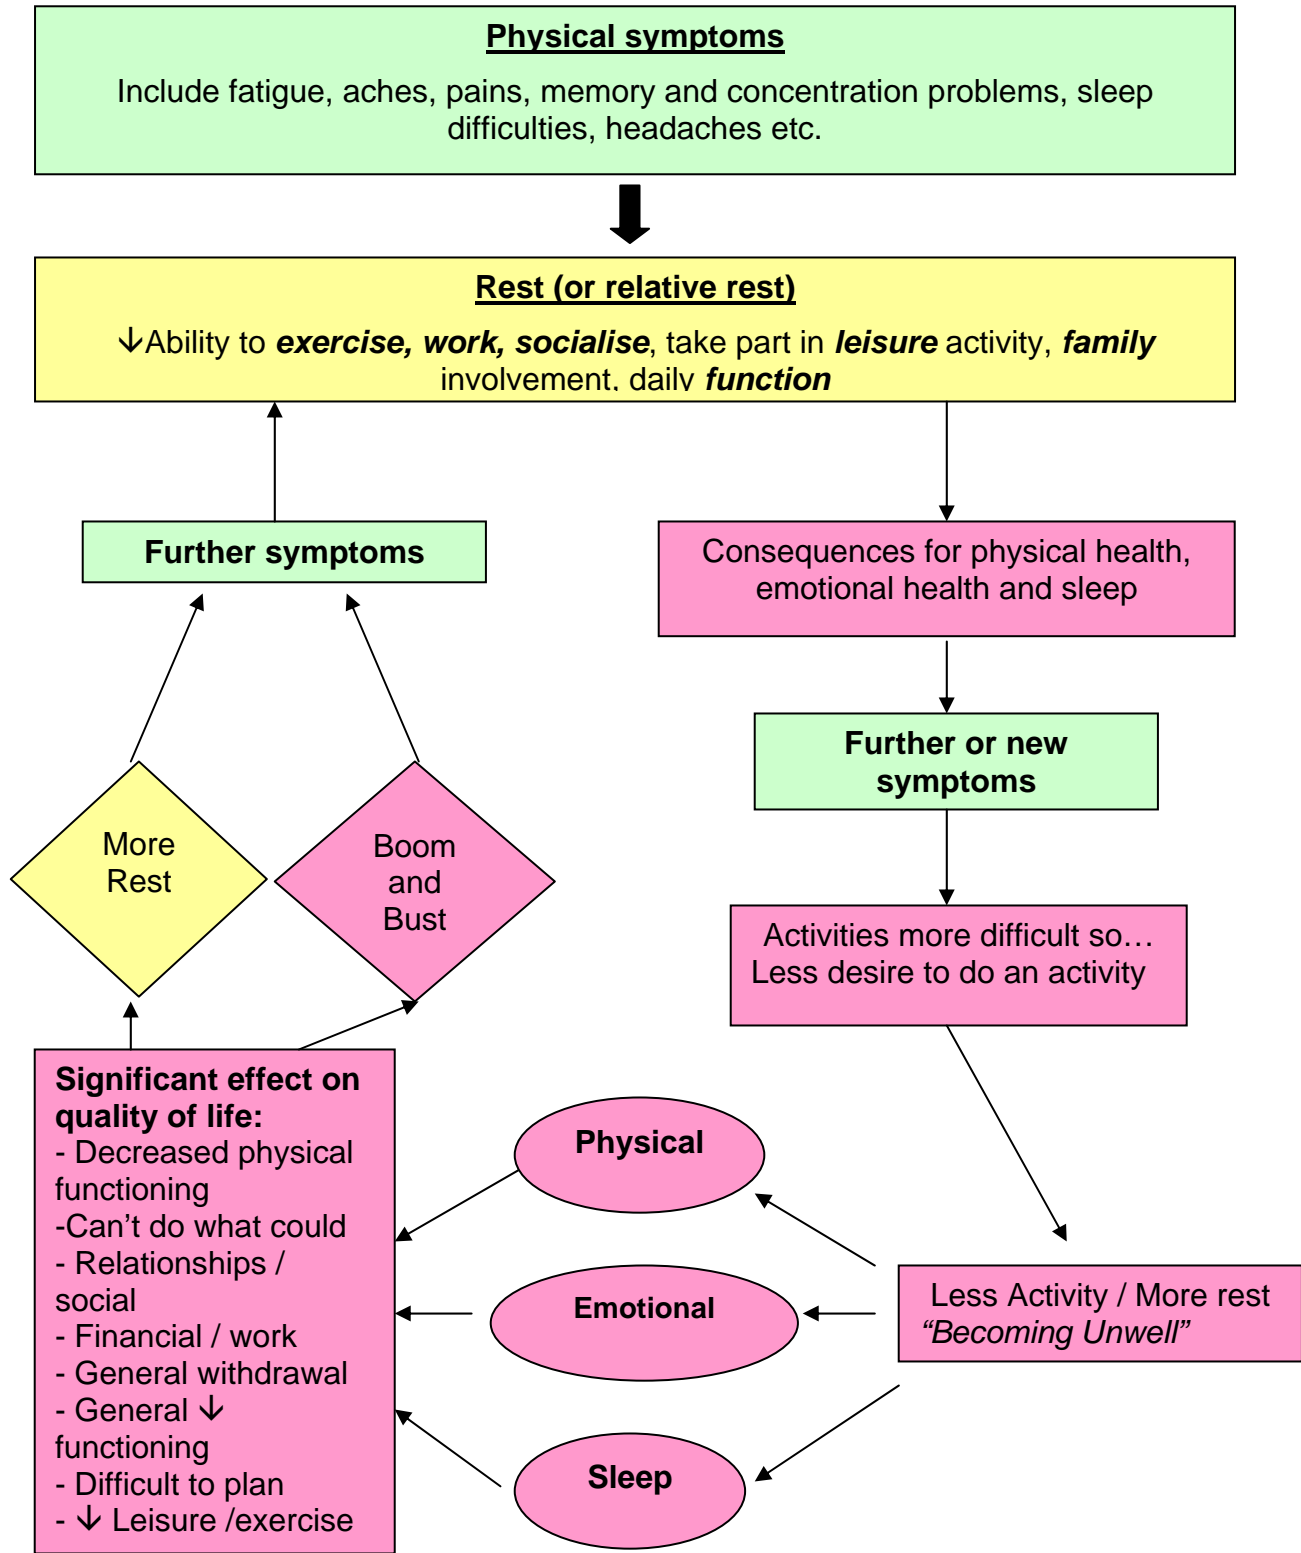 Physical symptoms
Include fatigue, aches, pains, memory and concentration problems, sleep
difficulties, headaches etc.
Rest (or relative rest)
↓Ability to exercise, work, socialise, take part in leisure activity, family
involvement, daily function
Further symptoms
Consequences for physical health,
emotional health and sleep
Further or new
symptoms
More
Rest
Boom
and
Bust
Activities more difficult so…
Less desire to do an activity
Significant effect on
quality of life:
- Decreased physical
functioning
-Can't do what could
- Relationships /
social
- Financial / work
- General withdrawal
- General ↓
functioning
- Difficult to plan
- ↓ Leisure /exercise
Physical
Emotional
Sleep
Less Activity / More rest
“Becoming Unwell”